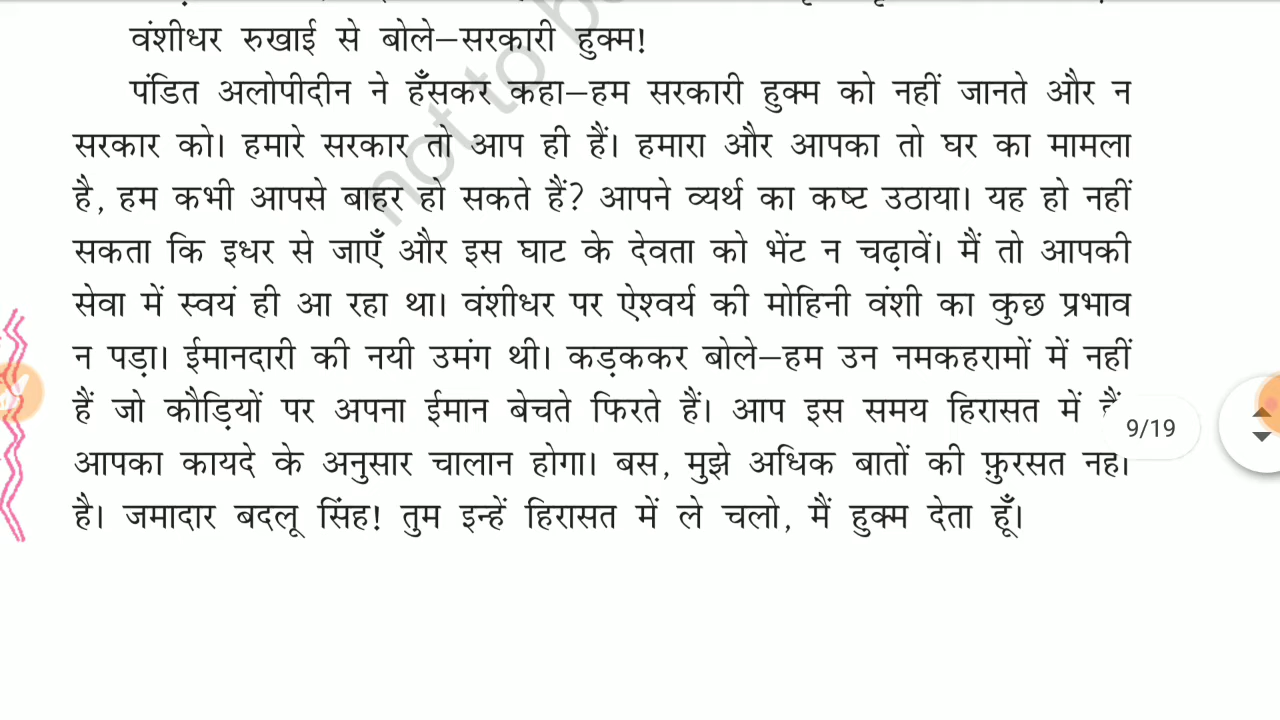 वंशीधर रुखाई से बोले–सरकारी हुक्म!
पंडित अलोपीदीन ने हँसकर कहा–हम सरकारी हुक्म को नहीं जानते और न
सरकार को। हमारे सरकार तो आप ही हैं। हमारा और आपका तो घर का मामला
है, हम कभी आपसे बाहर हो सकते हैं? आपने व्यर्थ का कष्ट उठाया। यह हो नहीं
सकता कि इधर से जाएँ और इस घाट के देवता को भेंट न चढ़ावें। मैं तो आपकी
सेवा में स्वयं ही आ रहा था। वंशीधर पर ऐश्वर्य की मोहिनी वंशी का कुछ प्रभाव
न पड़ा। ईमानदारी की नयी उमंग थी। कड़ककर बोले–हम उन नमकहरामों में नहीं
हैं जो कौड़ियों पर अपना ईमान बेचते फिरते हैं। आप इस समय हिरासत में हैं
9/19
आपका कायदे के अनुसार चालान होगा। बस, मुझे अधिक बातों की फ़ुरसत नहीं
है। जमादार बदलू सिंह! तुम इन्हें हिरासत में ले चलो, मैं हुक्म देता हूँ।
not to b